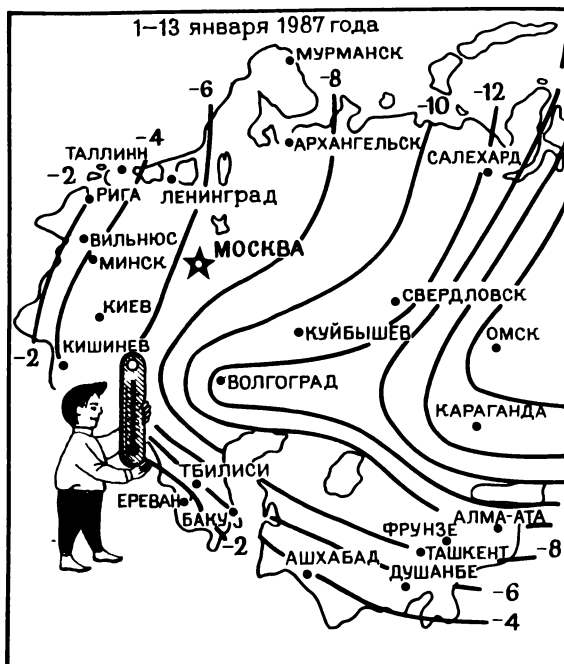 1–13 января 1987 года
МУРМАНСК
-6
-8
-10
-12
АРХАНГЕЛЬСК
-4
ТАЛЛИНН
САЛЕХАРД
-2
РИГА
ЛЕНИНГРАД
ВИЛЬНЮС
МОСКВА
МИНСК
СВЕРДЛОВСК
КИЕВ
КУЙБЫШЕВ
ОМСК
-2
КИШИНЕВ
ВОЛГОГРАД
КАРАГАНДА
ТБИЛИСИ
ЕРЕВАН
БАКУ
АЛМА-АТА
ФРУНЗЕ
-2
ТАШКЕНТ
-8
АШХАБАД
ДУШАНБЕ
-6
-4